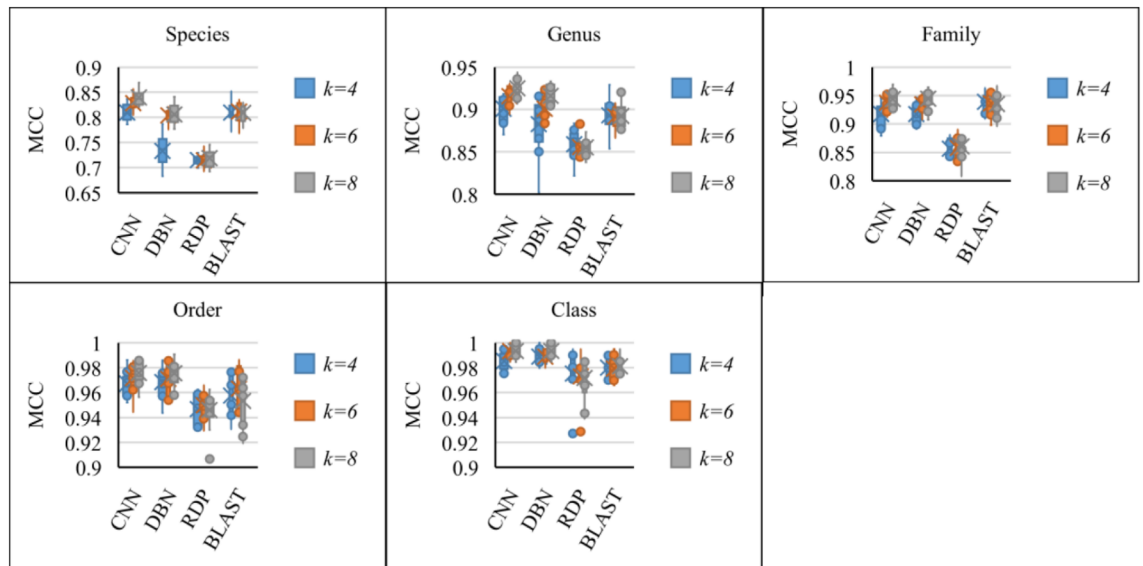 Species
MCC
0.9
0.85
0.8
0.75
0.7
0.65
CNN
DBN
RDP
BLAST
k=4
k=6
k=8
Genus
MCC
0.95
0.9
0.85
0.8
CNN
DBN
RDP
BLAST
k=4
k=6
k=8
Family
MCC
1
0.95
0.9
0.85
0.8
CNN
DBN
RDP
BLAST
k=4
k=6
k=8
Order
MCC
1
0.98
0.96
0.94
0.92
0.9
CNN
DBN
RDP
BLAST
k=4
k=6
k=8
Class
MCC
1
0.98
0.96
0.94
0.92
0.9
CNN
DBN
RDP
BLAST
k=4
k=6
k=8